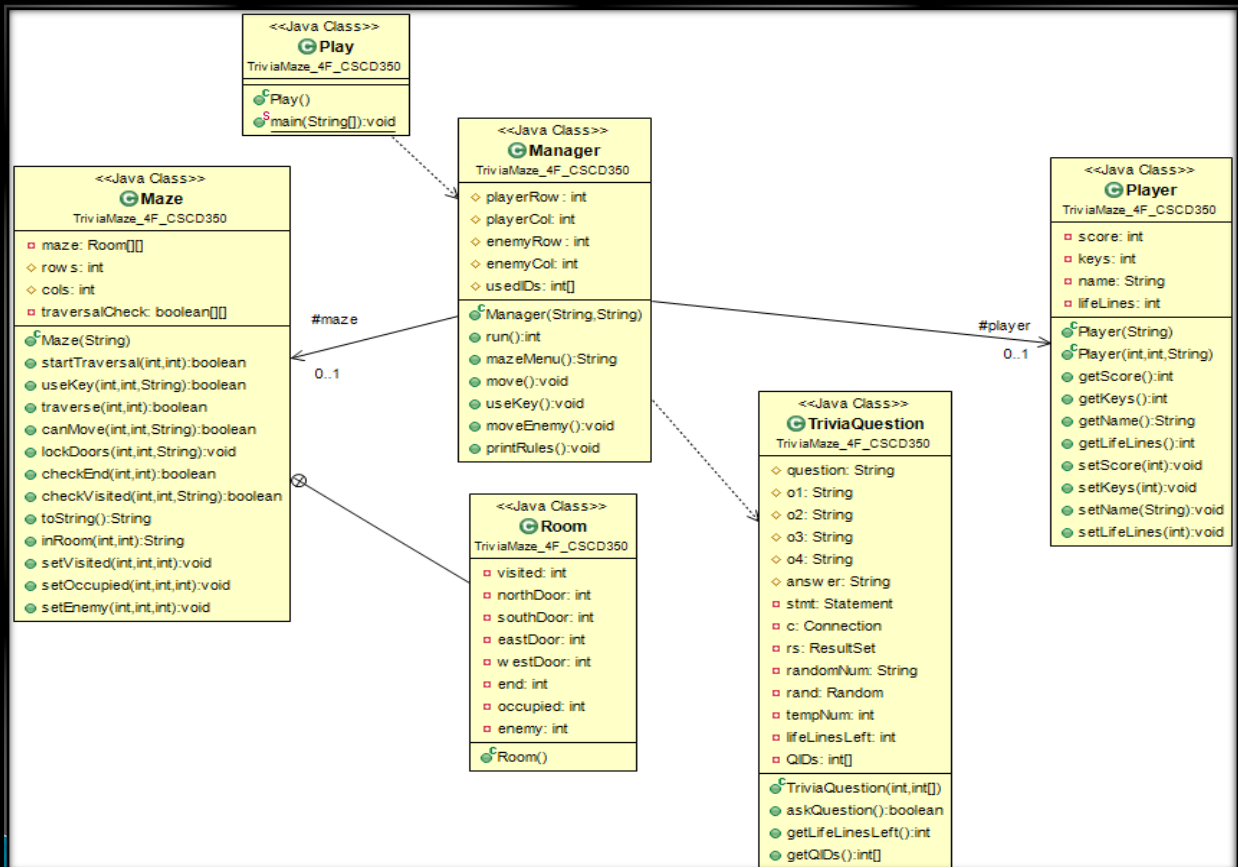 <<Java Class>>
Play
TriviaMaze_4F_CSCD350
Play()
main(String[]):void
<<Java Class>>
Manager
TriviaMaze_4F_CSCD350
playerRow: int
playerCol: int
enemyRow: int
enemyCol: int
usedIDs: int[]
Manager(String,String)
run():int
mazeMenu():String
move():void
useKey():void
moveEnemy():void
printRules():void
<<Java Class>>
Maze
TriviaMaze_4F_CSCD350
maze: Room[][]
rows: int
cols: int
traversalCheck: boolean[][]
Maze(String)
startTraversal(int,int):boolean
useKey(int,int,String):boolean
traverse(int,int):boolean
canMove(int,int,String):boolean
lockDoors(int,int,String):void
checkEnd(int,int):boolean
checkVisited(int,int,String):boolean
toString():String
inRoom(int,int):String
setVisited(int,int,int):void
setOccupied(int,int,int):void
setEnemy(int,int,int):void
#maze
0..1
#player
0..1
<<Java Class>>
Player
TriviaMaze_4F_CSCD350
score: int
keys: int
name: String
lifeLines: int
Player(String)
Player(int,int,String)
getScore():int
getKeys():int
getName():String
getLifeLines():int
setScore(int):void
setKeys(int):void
setName(String):void
setLifeLines(int):void
<<Java Class>>
Room
TriviaMaze_4F_CSCD350
visited: int
northDoor: int
southDoor: int
eastDoor: int
westDoor: int
end: int
occupied: int
enemy: int
Room()
<<Java Class>>
TriviaQuestion
TriviaMaze_4F_CSCD350
question: String
o1: String
o2: String
o3: String
o4: String
answer: String
stmt: Statement
c: Connection
rs: ResultSet
randomNum: String
rand: Random
tempNum: int
lifeLinesLeft: int
QIDs: int[]
TriviaQuestion(int,int[])
askQuestion():boolean
getLifeLinesLeft():int
getQIDs():int[]